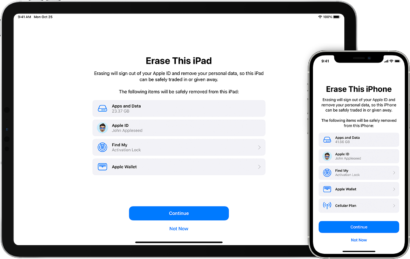 9:41 AM Mon Oct 23
100%
Erase This iPad
Erasing will sign out of your Apple ID and remove your personal data, so this iPad
can be safely traded in or given away.
The following items will be safely removed from this iPad:
Apps and Data
Apple ID
John Appleseed
Find My
Activation Lock
Apple Wallet
Continue
Not Now
9:41
Erase This iPhone
Erasing will sign out of your Apple ID and
remove your personal data, so this iPhone
can be safely traded in or given away.
The following items will be safely removed
from this iPhone:
Apps and Data
Apple ID
John Appleseed
Find My
Activation Lock
Apple Wallet
Cellular Plan
Continue
Not Now